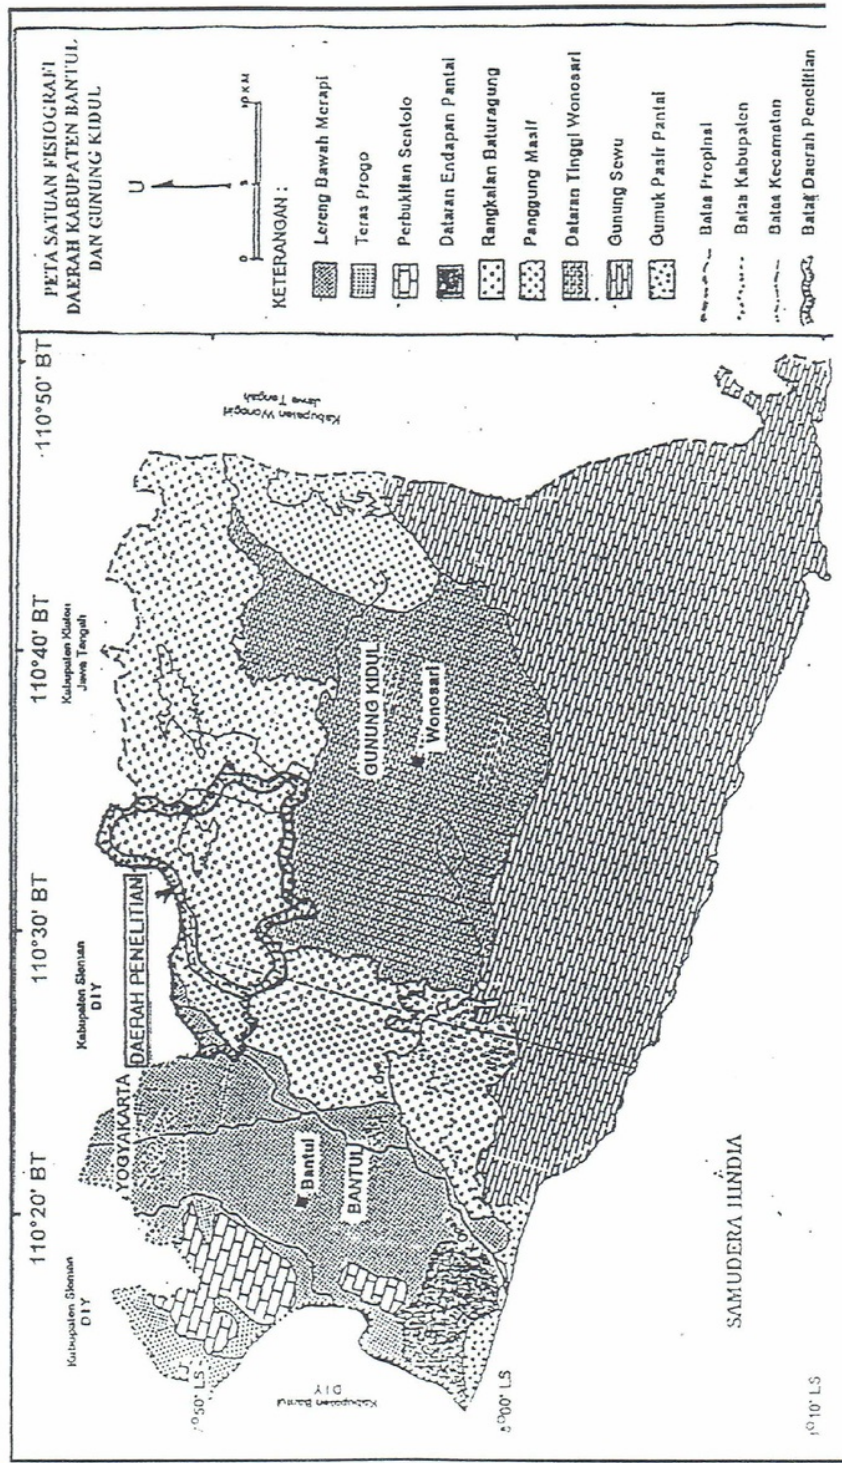 PETA SATUAN FISIOGRAFI
DAERAH KABUPATEN BANTUL
DAN GUNUNG KIDUL
U
0 5 10 KM
KETERANGAN :
Lereng Bawah Merapi
Teras Progo
Perbukitan Sentolo
Dataran Endapan Pantai
Rangkaian Baturagung
Panggung Masif
Dataran Tinggi Wonosari
Gunung Sewu
Gumuk Pasir Pantai
Batas Propinsi
Batas Kabupaten
Batas Kecamatan
Batas Daerah Penelitian
110°20' BT
110°30' BT
110°40' BT
110°50' BT
Kabupaten Sleman
DIY
Kabupaten Sleman
DIY
Kabupaten Klaten
Jawa Tengah
Kabupaten Wonogiri
Jawa Tengah
YOGYAKARTA
DAERAH PENELITIAN
Bantul
BANTUL
GUNUNG KIDUL
Wonosari
Kabupaten Bantul
DIY
7°50' LS
8°00' LS
10' LS
SAMUDERA HINDIA